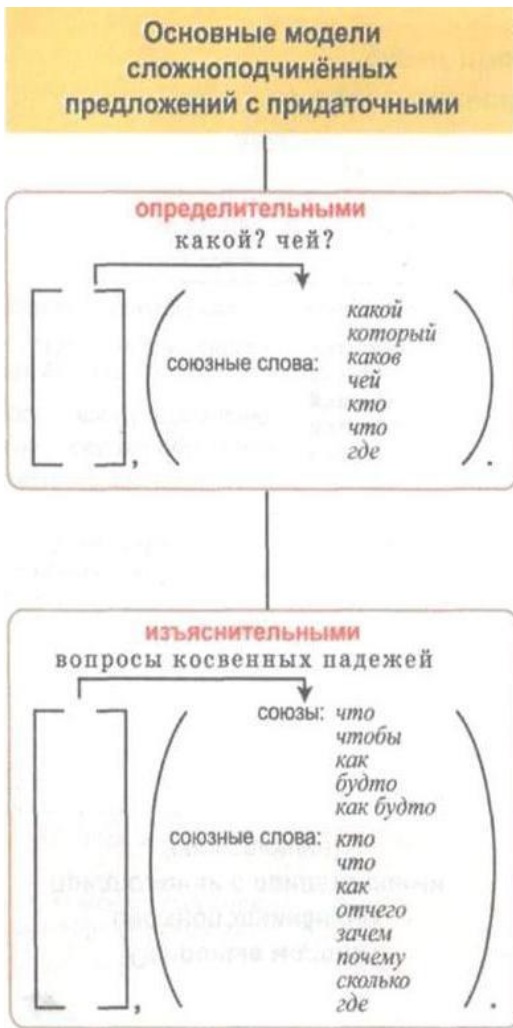 Основные модели
сложноподчинённых
предложений с придаточными
определительными
какой? чей?
какой
который
союзные слова: каков
чей
кто
что
где
, .
изъяснительными
вопросы косвенных падежей
союзы: что
чтобы
как
будто
как будто
союзные слова: кто
что
как
отчего
зачем
почему
сколько
где
, .